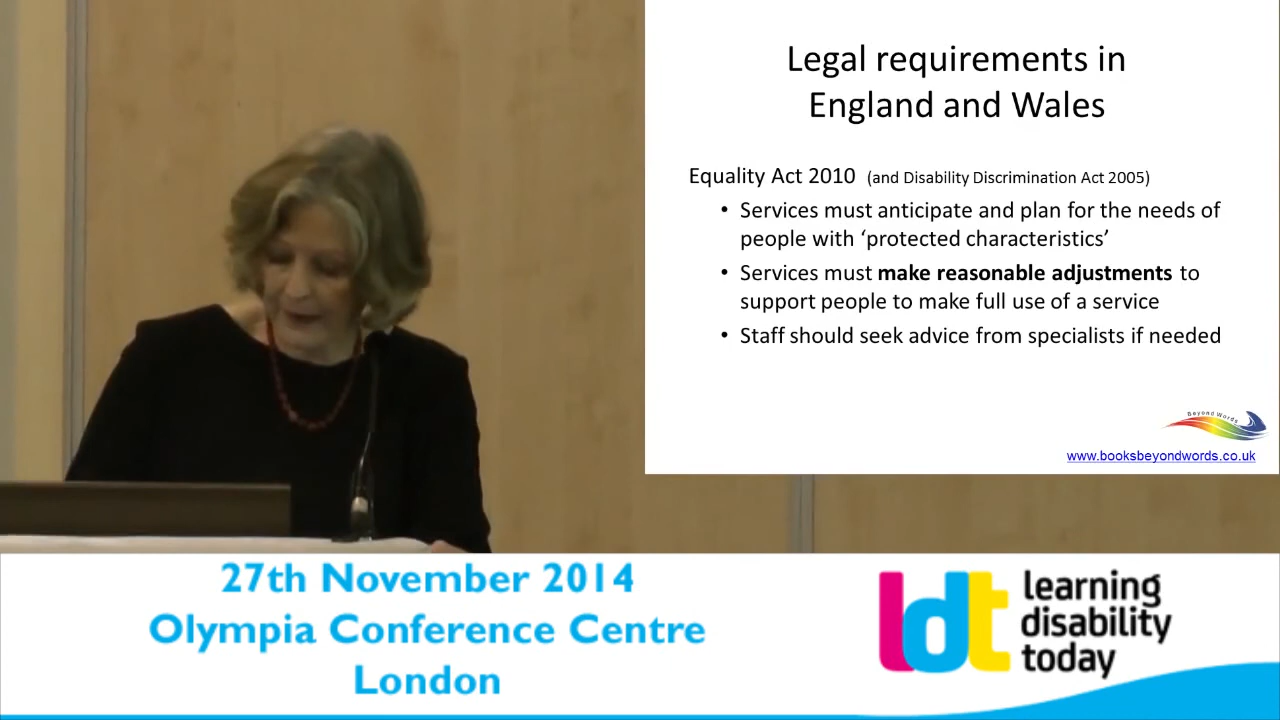 Legal requirements in
England and Wales
Equality Act 2010 (and Disability Discrimination Act 2005)
• Services must anticipate and plan for the needs of
people with ‘protected characteristics’
• Services must make reasonable adjustments to
support people to make full use of a service
• Staff should seek advice from specialists if needed
Beyond Words
www.booksbeyondwords.co.uk
27th November 2014
Olympia Conference Centre
London
ldt
learning
disability
today